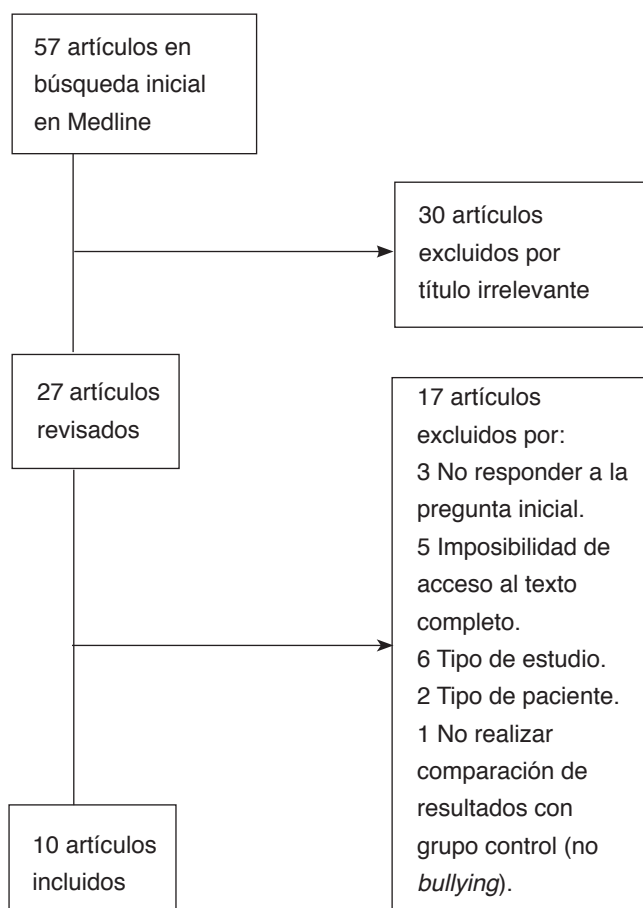 57 artículos en
búsqueda inicial
en Medline
30 artículos
excluidos por
título irrelevante
27 artículos
revisados
17 artículos
excluidos por:
3 No responder a la
pregunta inicial.
5 Imposibilidad de
acceso al texto
completo.
6 Tipo de estudio.
2 Tipo de paciente.
1 No realizar
comparación de
resultados con
grupo control (no
bullying).
10 artículos
incluidos